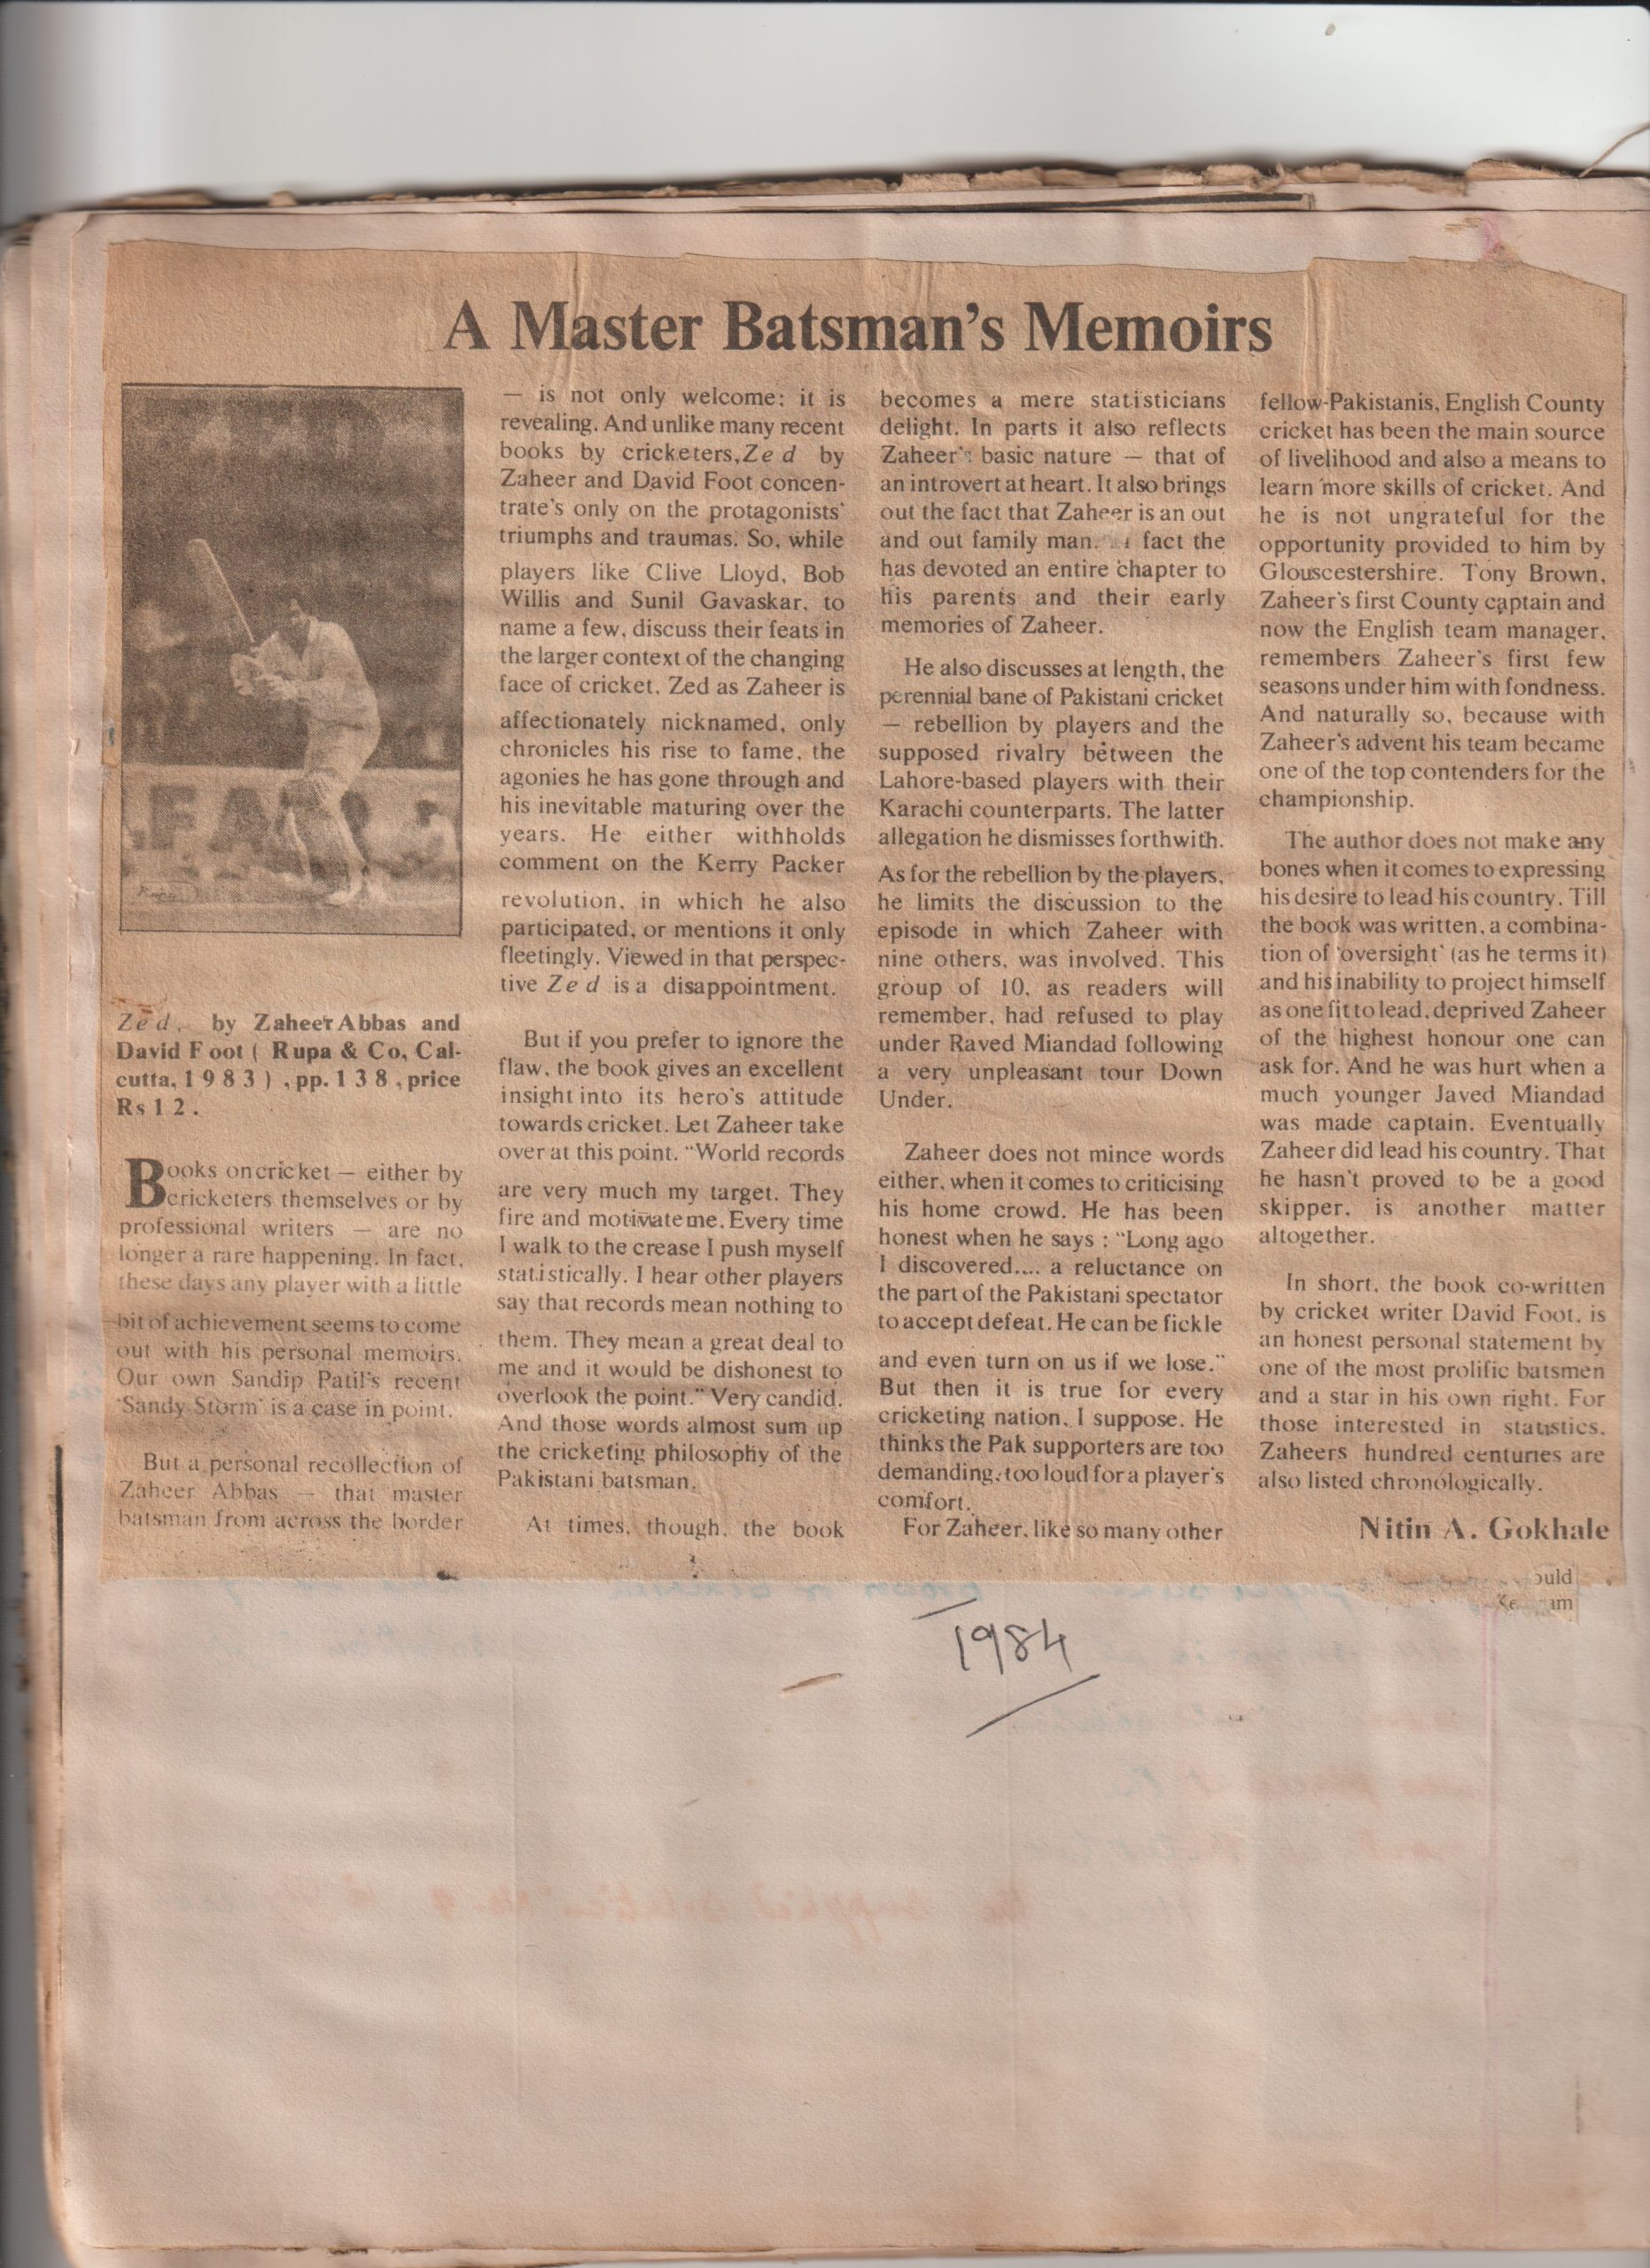 A Master Batsman's Memoirs
Zed, by Zaheer Abbas and
David Foot ( Rupa & Co, Cal-
cutta, 1983) ,pp.138, price
Rs 12.
Books on cricket — either by
cricketers themselves or by
professional writers — are no
longer a rare happening. In fact,
these days any player with a little
bit of achievement seems to come
out with his personal memoirs.
Our own Sandip Patil's recent
'Sandy Storm' is a case in point.
But a personal recollection of
Zaheer Abbas — that master
batsman from across the border
— is not only welcome: it is
revealing. And unlike many recent
books by cricketers, Zed by
Zaheer and David Foot concen-
trate's only on the protagonists'
triumphs and traumas. So, while
players like Clive Lloyd, Bob
Willis and Sunil Gavaskar, to
name a few, discuss their feats in
the larger context of the changing
face of cricket, Zed as Zaheer is
affectionately nicknamed, only
chronicles his rise to fame, the
agonies he has gone through and
his inevitable maturing over the
years. He either withholds
comment on the Kerry Packer
revolution, in which he also
participated, or mentions it only
fleetingly. Viewed in that perspec-
tive Zed is a disappointment.
But if you prefer to ignore the
flaw, the book gives an excellent
insight into its hero's attitude
towards cricket. Let Zaheer take
over at this point. "World records
are very much my target. They
fire and motivate me. Every time
I walk to the crease I push myself
statistically. I hear other players
say that records mean nothing to
them. They mean a great deal to
me and it would be dishonest to
overlook the point." Very candid.
And those words almost sum up
the cricketing philosophy of the
Pakistani batsman.
At times, though, the book
becomes a mere statisticians
delight. In parts it also reflects
Zaheer's basic nature — that of
an introvert at heart. It also brings
out the fact that Zaheer is an out
and out family man. fact the
has devoted an entire chapter to
his parents and their early
memories of Zaheer.
He also discusses at length, the
perennial bane of Pakistani cricket
— rebellion by players and the
supposed rivalry between the
Lahore-based players with their
Karachi counterparts. The latter
allegation he dismisses forthwith.
As for the rebellion by the players,
he limits the discussion to the
episode in which Zaheer with
nine others, was involved. This
group of 10, as readers will
remember, had refused to play
under Raved Miandad following
a very unpleasant tour Down
Under.
Zaheer does not mince words
either, when it comes to criticising
his home crowd. He has been
honest when he says : "Long ago
I discovered.... a reluctance on
the part of the Pakistani spectator
to accept defeat. He can be fickle
and even turn on us if we lose."
But then it is true for every
cricketing nation, I suppose. He
thinks the Pak supporters are too
demanding, too loud for a player's
comfort.
For Zaheer, like so many other
fellow-Pakistanis, English County
cricket has been the main source
of livelihood and also a means to
learn more skills of cricket. And
he is not ungrateful for the
opportunity provided to him by
Glouscestershire. Tony Brown,
Zaheer's first County captain and
now the English team manager,
remembers Zaheer's first few
seasons under him with fondness.
And naturally so, because with
Zaheer's advent his team became
one of the top contenders for the
championship.
The author does not make any
bones when it comes to expressing
his desire to lead his country. Till
the book was written, a combina-
tion of 'oversight' (as he terms it)
and his inability to project himself
as one fit to lead, deprived Zaheer
of the highest honour one can
ask for. And he was hurt when a
much younger Javed Miandad
was made captain. Eventually
Zaheer did lead his country. That
he hasn't proved to be a good
skipper, is another matter
altogether.
In short, the book co-written
by cricket writer David Foot, is
an honest personal statement by
one of the most prolific batsmen
and a star in his own right. For
those interested in statistics,
Zaheers hundred centuries are
also listed chronologically.
Nitin A. Gokhale
1984